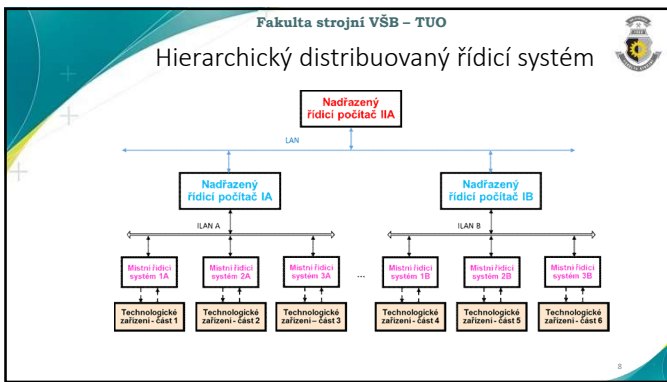 Fakulta strojní VŠB – TUO
Hierarchický distribuovaný řídicí systém
Nadřazený
řídicí počítač IIA
LAN
Nadřazený
řídicí počítač IA
Nadřazený
řídicí počítač IB
ILAN A
ILAN B
Místní řídicí
systém 1A
Místní řídicí
systém 2A
Místní řídicí
systém 3A
...
Místní řídicí
systém 1B
Místní řídicí
systém 2B
Místní řídicí
systém 3B
Technologické
zařízení - část 1
Technologické
zařízení - část 2
Technologické
zařízení – část 3
Technologické
zařízení - část 4
Technologické
zařízení - část 5
Technologické
zařízení - část 6
8